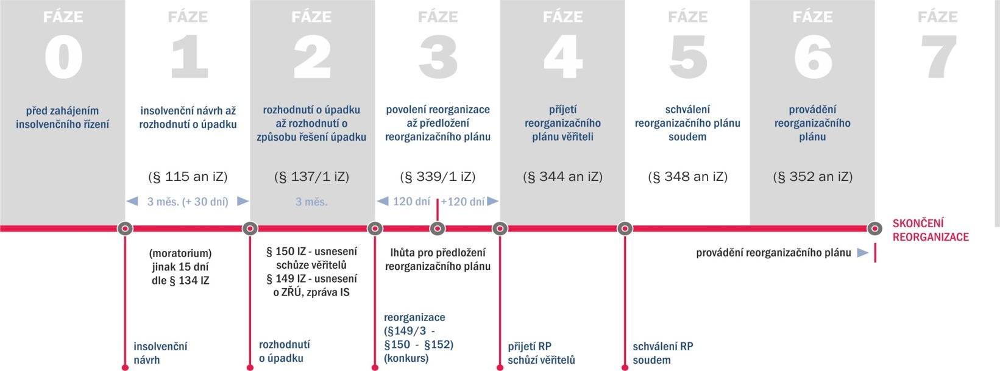 FÁZE
0
před zahájením
insolvenčního řízení
FÁZE
1
insolvenční návrh až
rozhodnutí o úpadku
(§ 115 an iZ)
3 měs. (+ 30 dní)
FÁZE
2
rozhodnutí o úpadku
až rozhodnutí o
způsobu řešení úpadku
(§ 137/1 iZ)
3 měs.
FÁZE
3
povolení reorganizace
až předložení
reorganizačního plánu
(§ 339/1 iZ)
120 dní
+120 dní
FÁZE
4
příjetí
reorganizačního
plánu věřiteli
(§ 344 an iZ)
FÁZE
5
schválení
reorganizačního plánu
soudem
(§ 348 an iZ)
FÁZE
6
provádění
reorganizačního
plánu
(§ 352 an iZ)
FÁZE
7
SKONČENÍ
REORGANIZACE
(moratorium)
jinak 15 dní
dle § 134 IZ
§ 150 IZ - usnesení
schůze věřitelů
§ 149 IZ - usnesení
o ZŘÚ, zpráva IS
lhůta pro předložení
reorganizačního plánu
provádění reorganizačního plánu
insolvenční
návrh
rozhodnutí
o úpadku
reorganizace
(§149/3 -
§150 - §152)
(konkurs)
přijetí RP
schůzí věřitelů
schválení RP
soudem